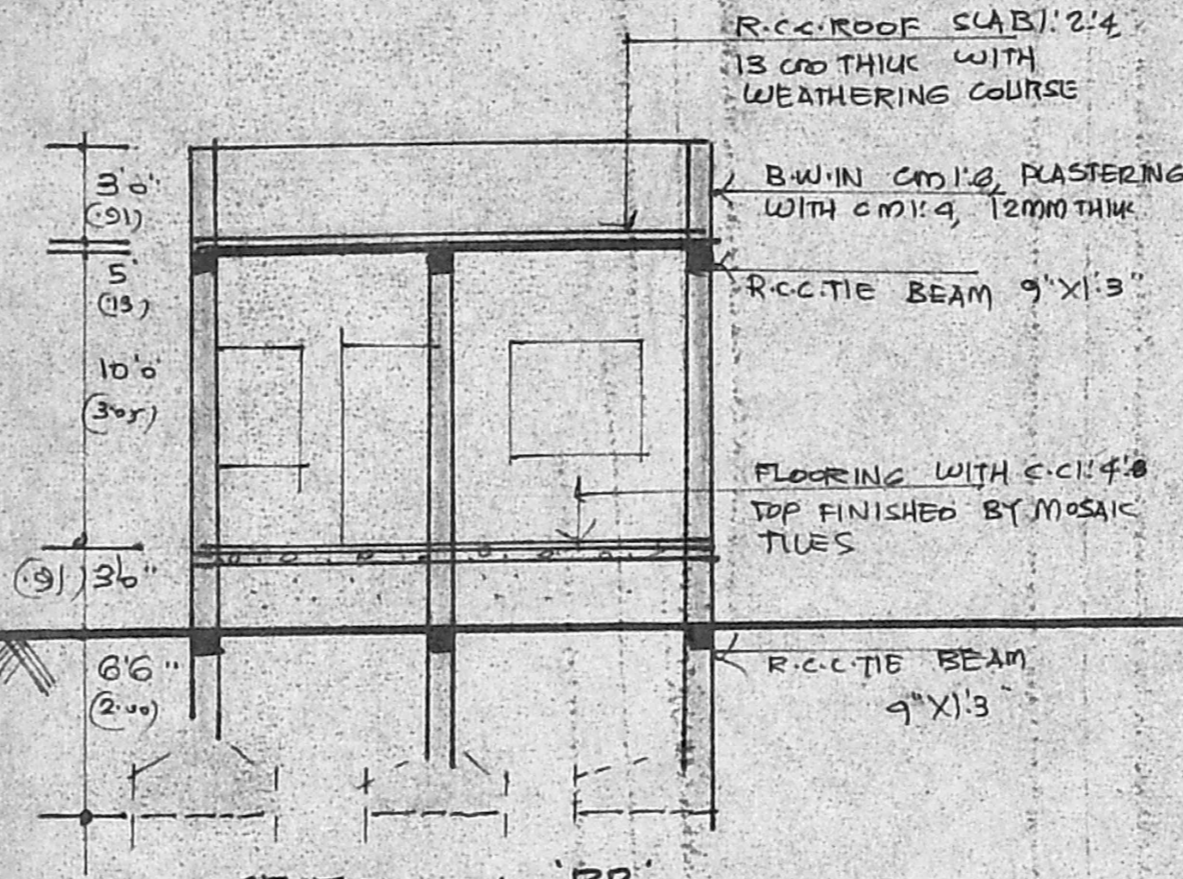 R.C.C.ROOF SLAB 1:2:4
13 cm THICK WITH
WEATHERING COURSE
3'0"
(.91)
B.W.IN CM 1:6, PLASTERING
WITH CM 1:4, 12MM THICK
5"
(13)
R.C.C.TIE BEAM 9"X1'3"
10'0"
(3.05)
FLOORING WITH C.C 1:4:8
TOP FINISHED BY MOSAIC
TILES
(.91) 3'0"
6'6"
(2.00)
R.C.C.TIE BEAM
9"X1'3"